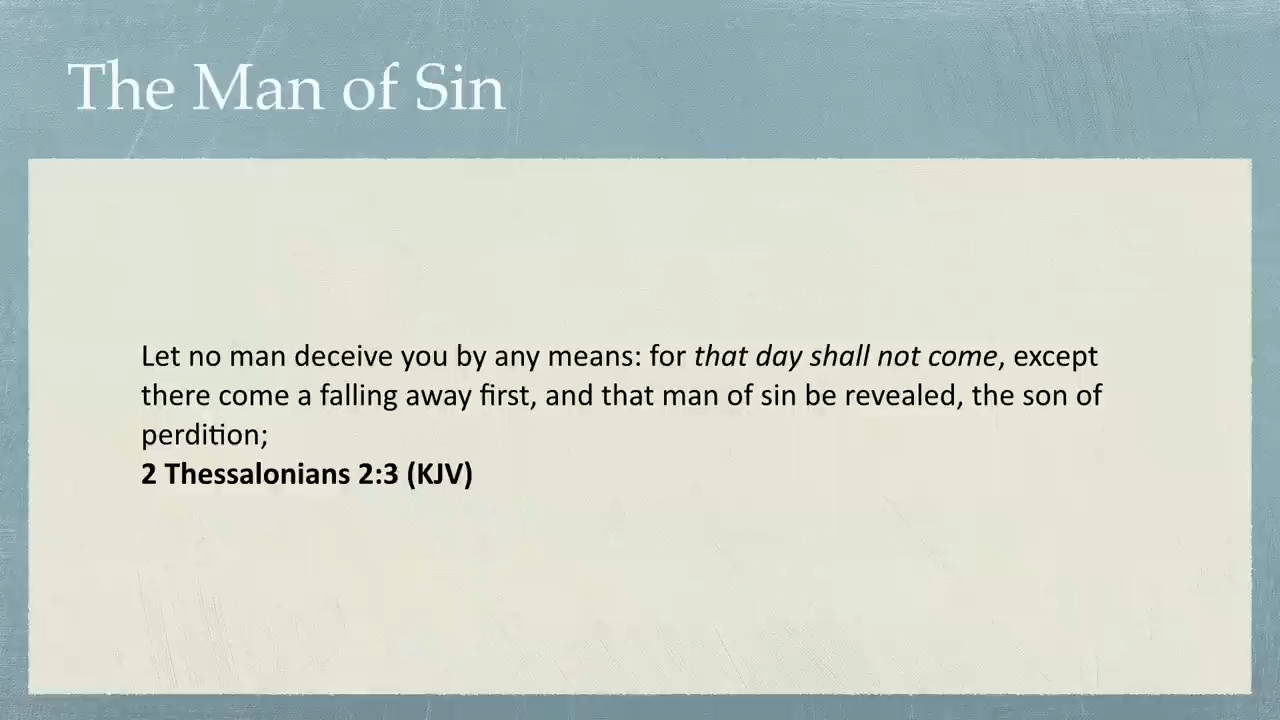 The Man of Sin
Let no man deceive you by any means: for that day shall not come, except
there come a falling away first, and that man of sin be revealed, the son of
perdition;
2 Thessalonians 2:3 (KJV)